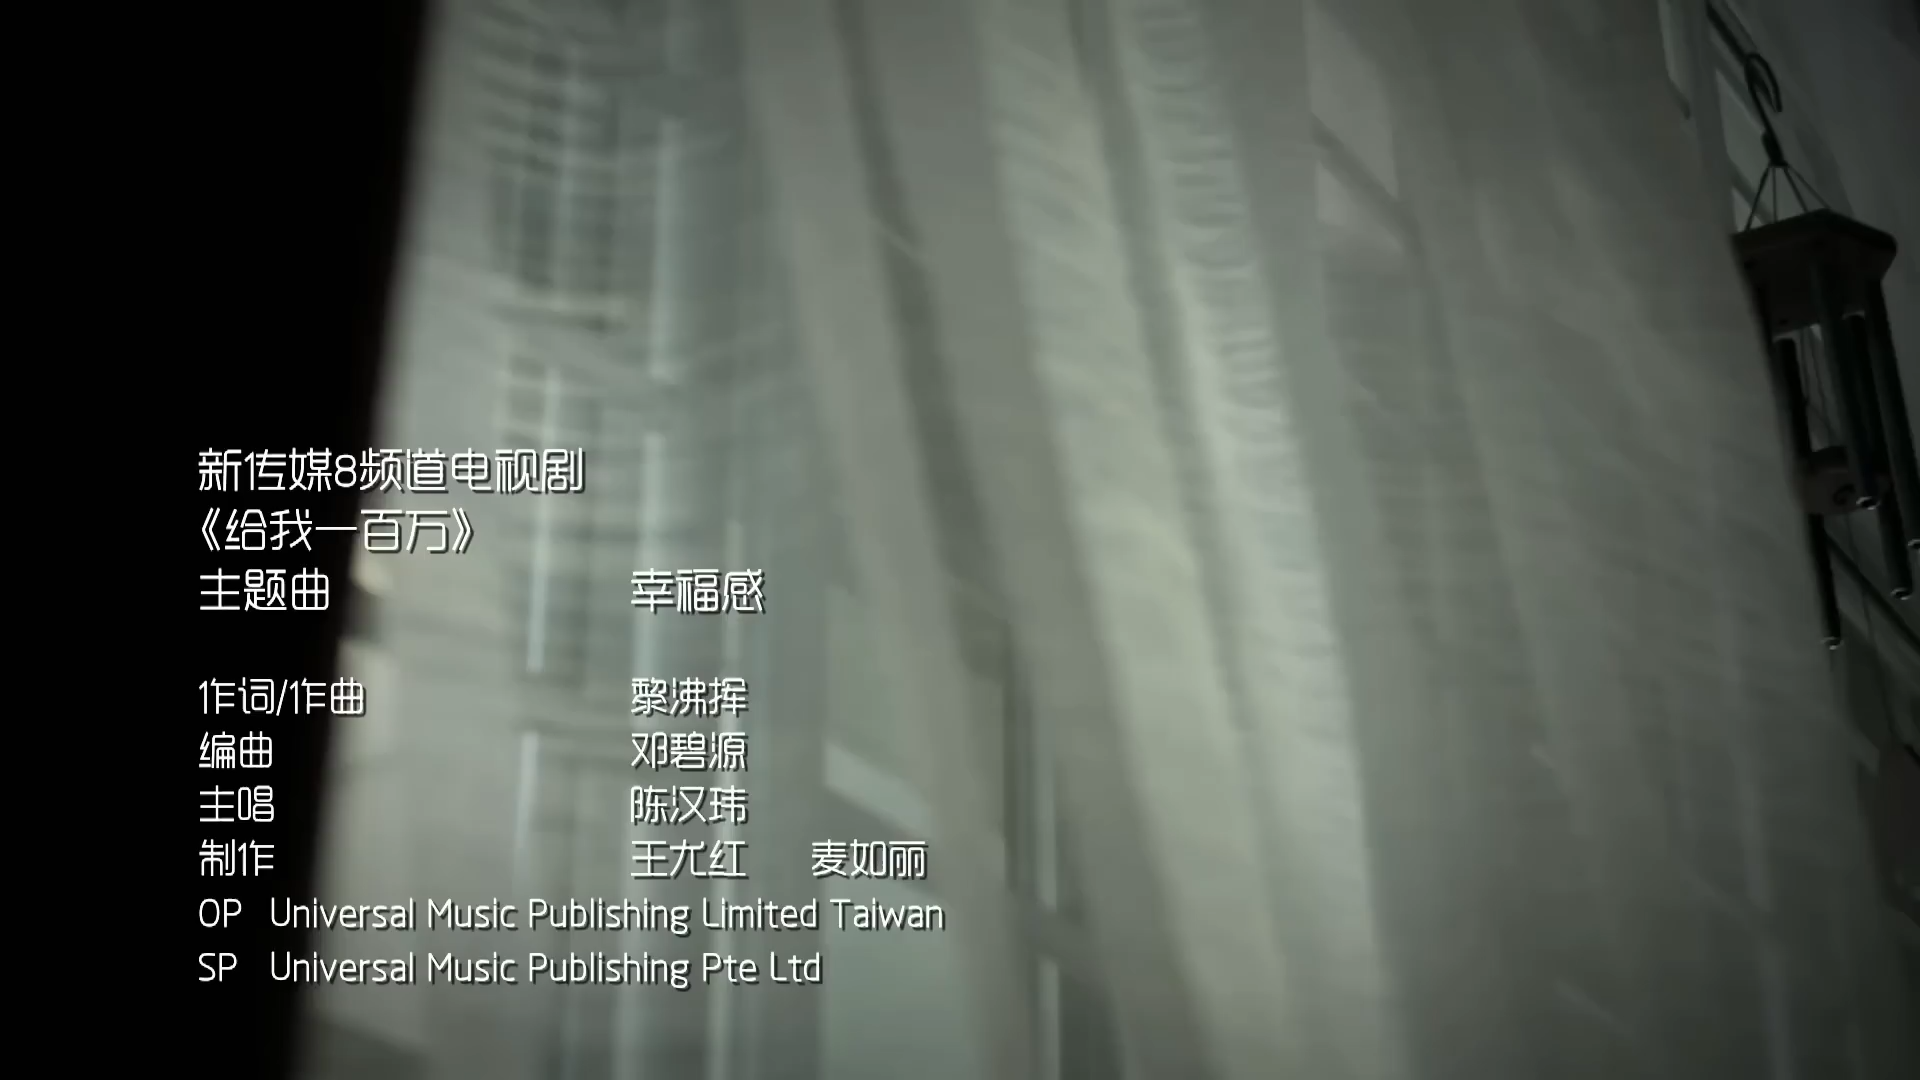 新传媒8频道电视剧
《给我一百万》
主题曲 幸福感
作词/作曲 黎沸挥
编曲 邓碧源
主唱 陈汉玮
制作 王尤红 麦如丽
OP Universal Music Publishing Limited Taiwan
SP Universal Music Publishing Pte Ltd